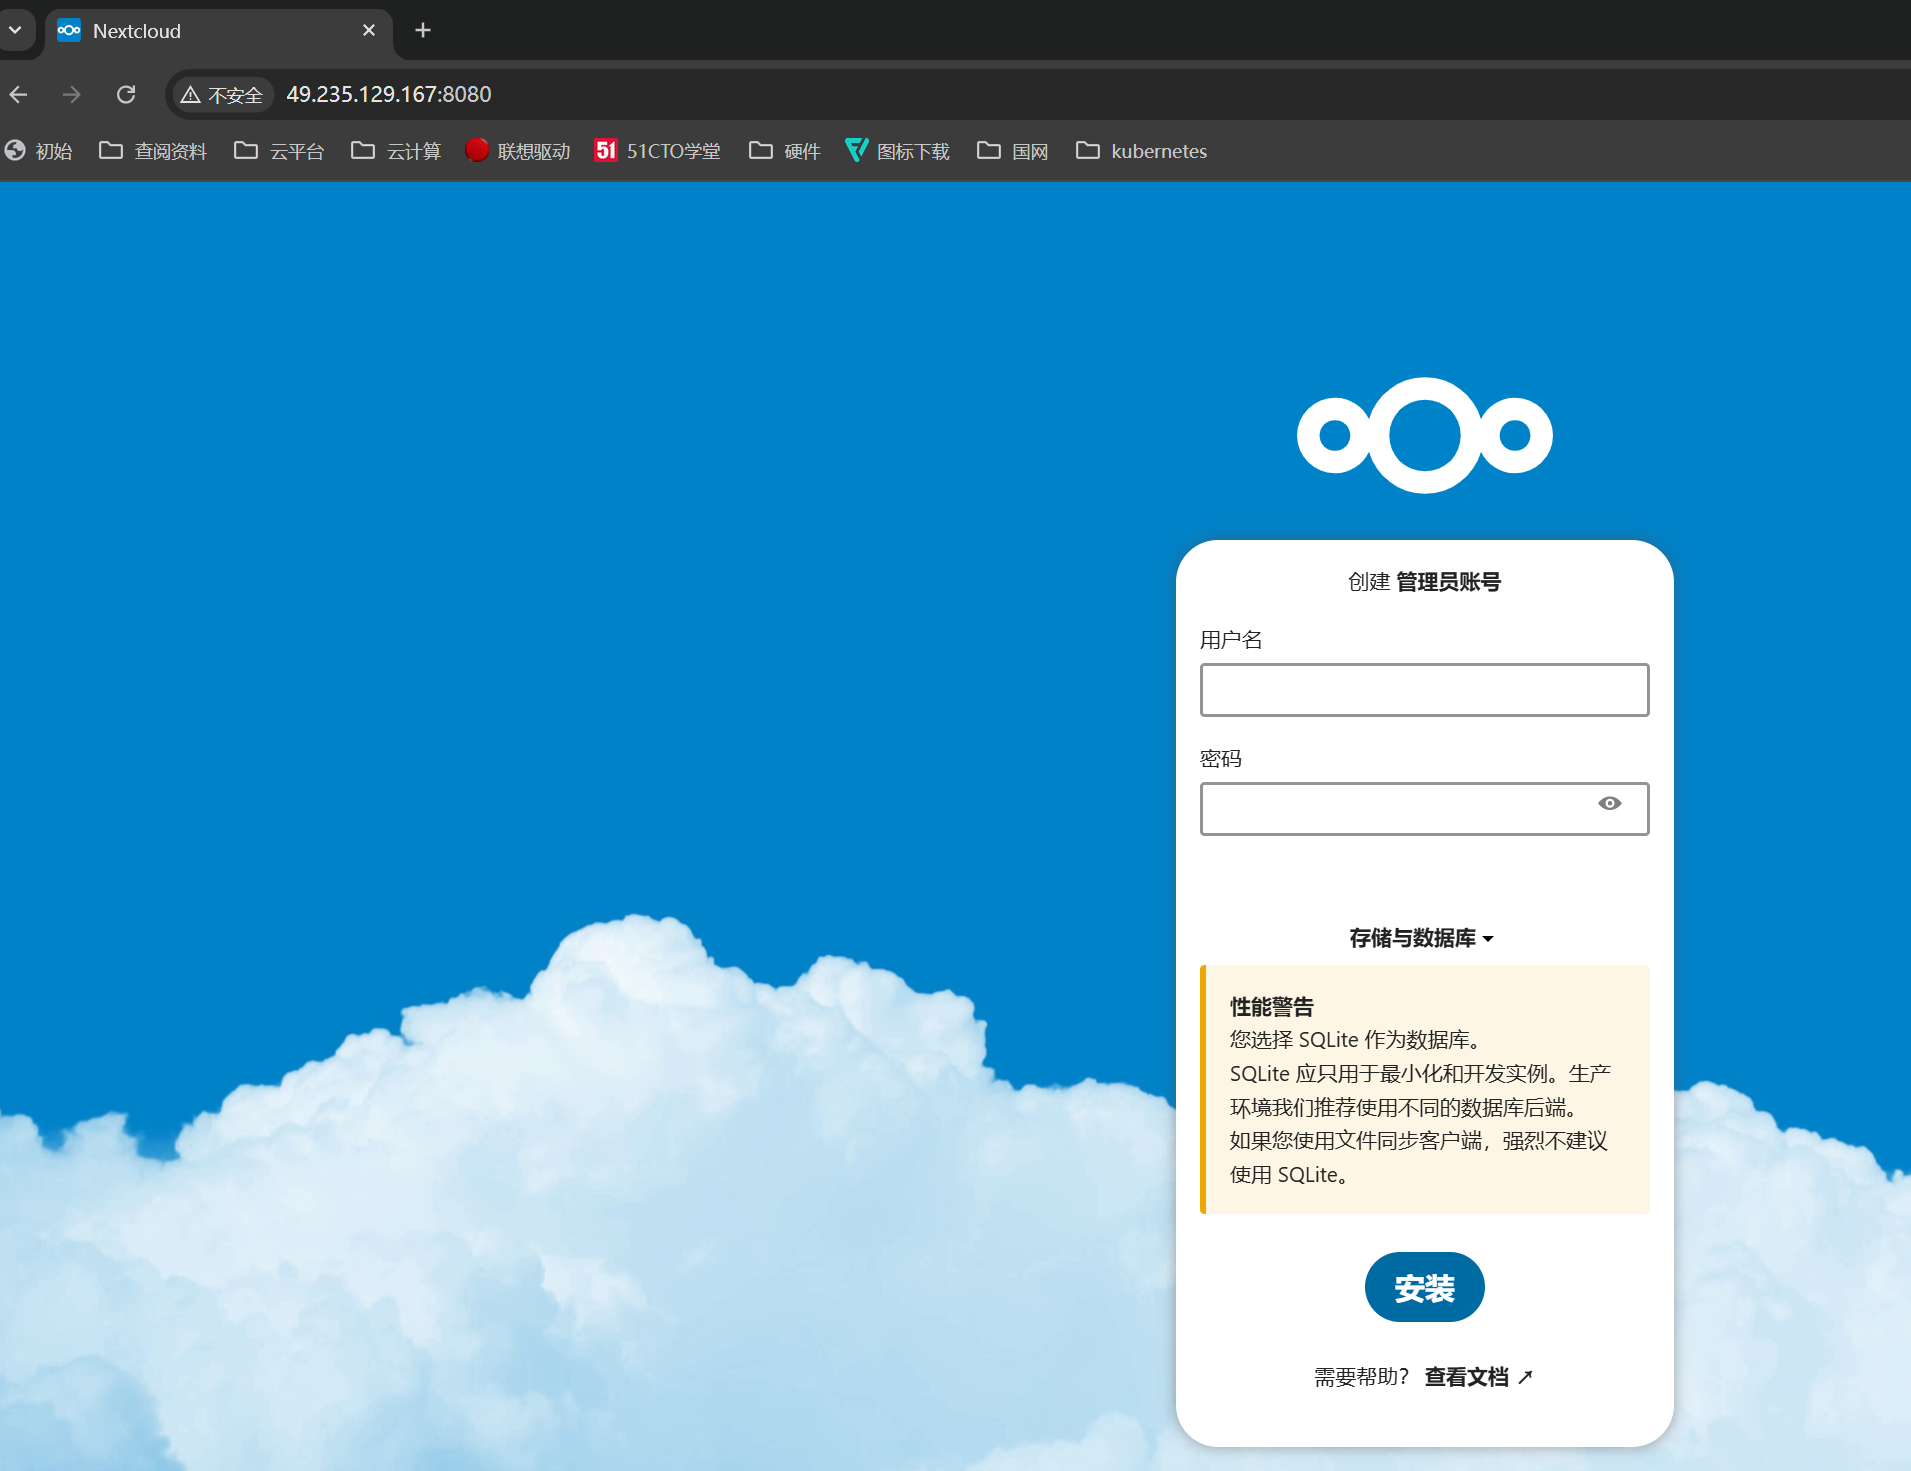 Nextcloud
不安全 49.235.129.167:8080
初始 查阅资料 云平台 云计算 联想驱动 51 51CTO学堂 硬件 图标下载 国网 kubernetes
创建 管理员账号
用户名
密码
存储与数据库
性能警告
您选择 SQLite 作为数据库。
SQLite 应只用于最小化和开发实例。生产
环境我们推荐使用不同的数据库后端。
如果您使用文件同步客户端，强烈不建议
使用 SQLite。
安装
需要帮助？ 查看文档 ↗